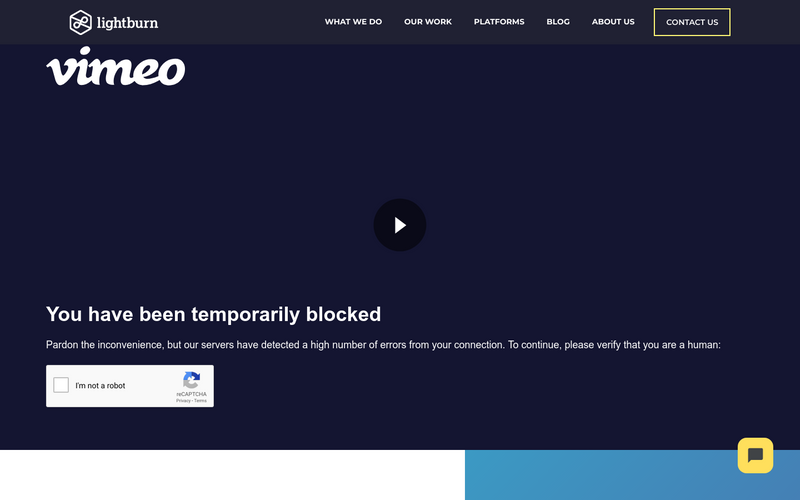 lightburn
WHAT WE DO
OUR WORK
PLATFORMS
BLOG
ABOUT US
CONTACT US
vimeo
You have been temporarily blocked
Pardon the inconvenience, but our servers have detected a high number of errors from your connection. To continue, please verify that you are a human:
I'm not a robot
reCAPTCHA
Privacy - Terms